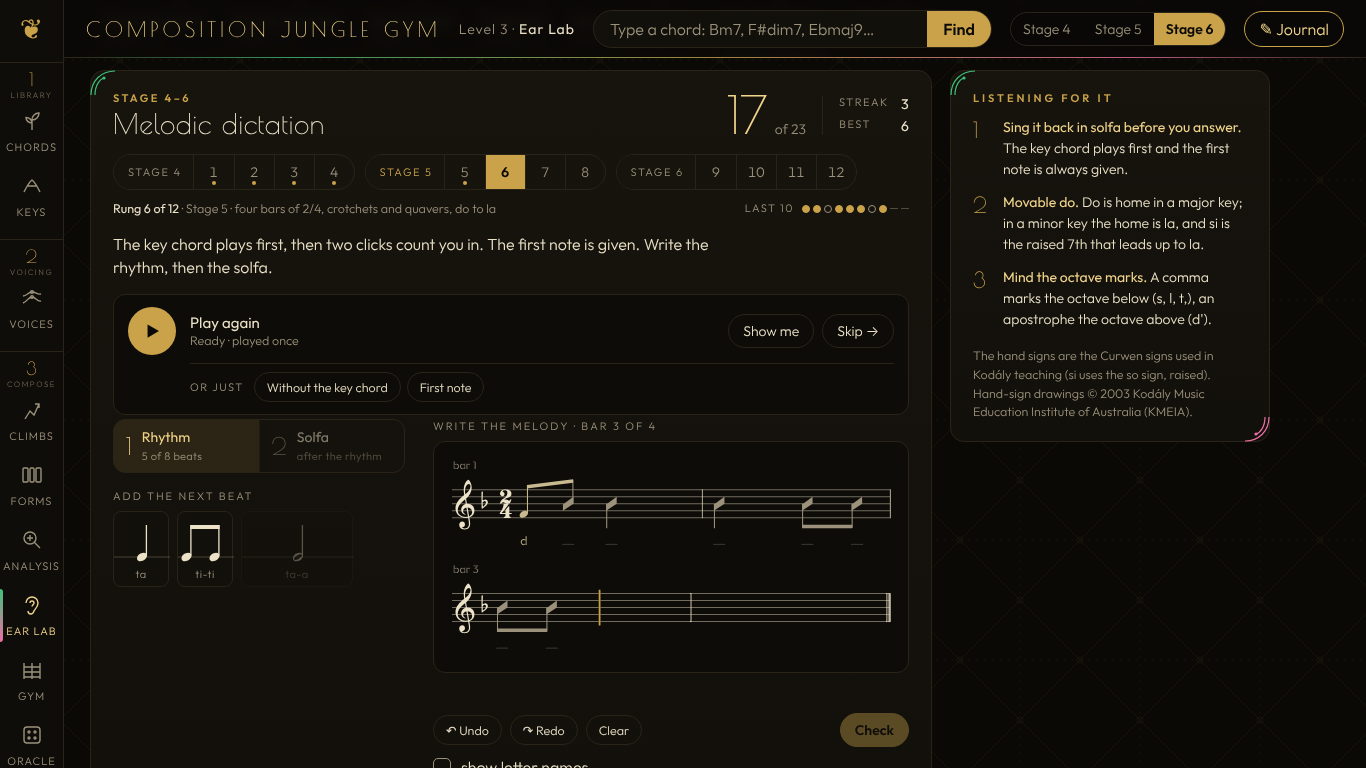 COMPOSITION JUNGLE GYM
Level 3 · Ear Lab
Type a chord: Bm7, F#dim7, Ebmaj9...
Find
Stage 4
Stage 5
Stage 6
✎ Journal
1
LIBRARY
CHORDS
KEYS
2
VOICING
VOICES
3
COMPOSE
CLIMBS
FORMS
ANALYSIS
EAR LAB
GYM
ORACLE
STAGE 4–6
Melodic dictation
17 of 23
STREAK 3
BEST 6
STAGE 4 1 2 3 4
STAGE 5 5 6 7 8
STAGE 6 9 10 11 12
Rung 6 of 12 · Stage 5 · four bars of 2/4, crotchets and quavers, do to la
LAST 10
The key chord plays first, then two clicks count you in. The first note is given. Write the
rhythm, then the solfa.
Play again
Ready · played once
Show me
Skip →
OR JUST
Without the key chord
First note
1 Rhythm
5 of 8 beats
2 Solfa
after the rhythm
ADD THE NEXT BEAT
ta
ti-ti
ta-a
WRITE THE MELODY · BAR 3 OF 4
bar 1
2
4
d
bar 3
↶ Undo
↷ Redo
Clear
Check
show letter names
LISTENING FOR IT
1 Sing it back in solfa before you answer.
The key chord plays first and the first
note is always given.
2 Movable do. Do is home in a major key;
in a minor key the home is la, and si is
the raised 7th that leads up to la.
3 Mind the octave marks. A comma
marks the octave below (s, l, t,), an
apostrophe the octave above (d').
The hand signs are the Curwen signs used in
Kodály teaching (si uses the so sign, raised).
Hand-sign drawings © 2003 Kodály Music
Education Institute of Australia (KMEIA).